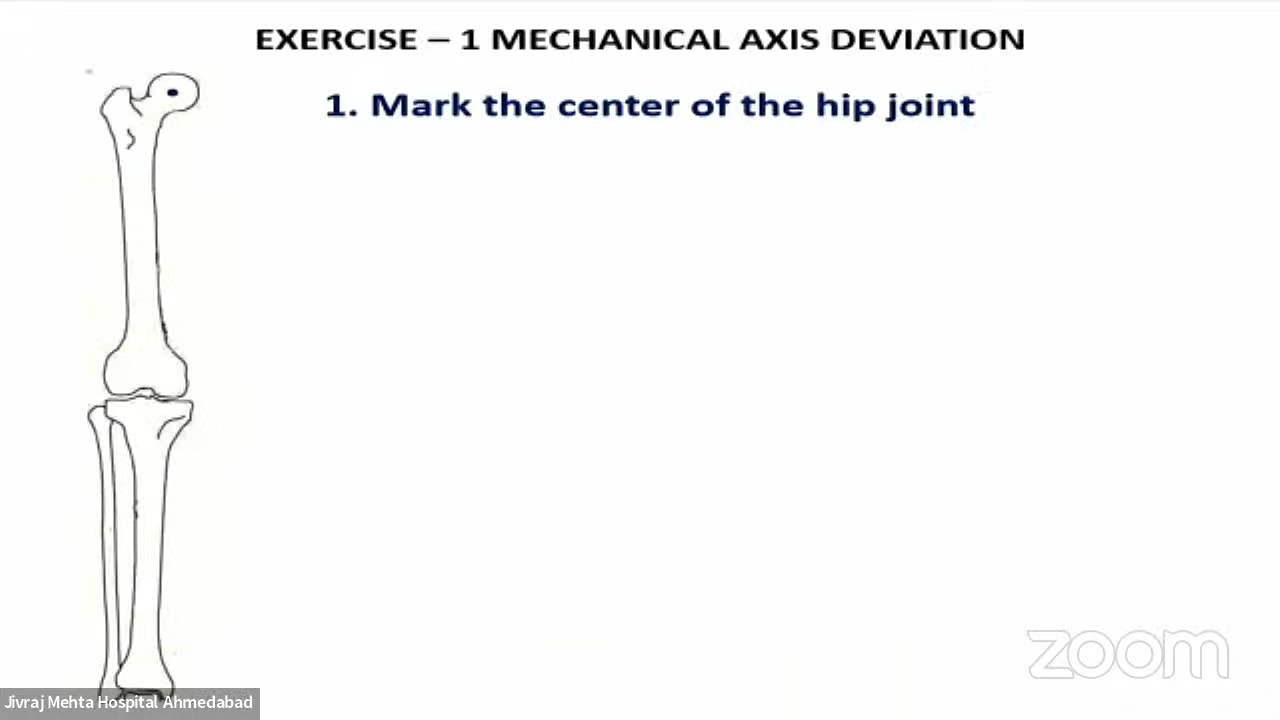 EXERCISE – 1 MECHANICAL AXIS DEVIATION
1. Mark the center of the hip joint
zoom
Jivraj Mehta Hospital Ahmedabad